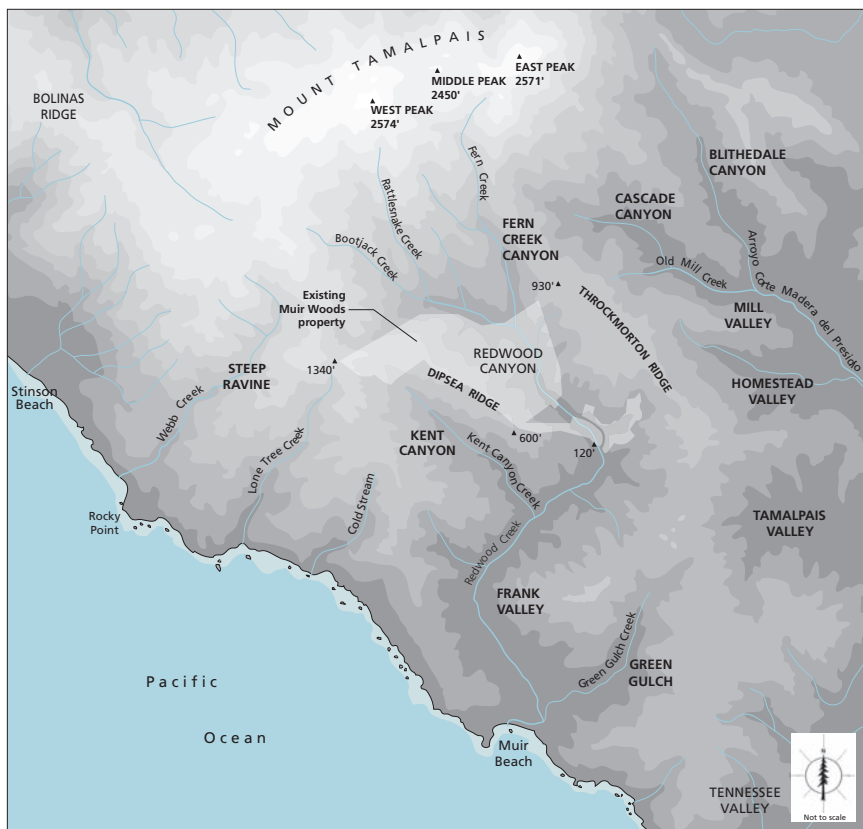 MOUNT TAMALPAIS
EAST PEAK
2571'
MIDDLE PEAK
2450'
WEST PEAK
2574'
BOLINAS
RIDGE
BLITHEDALE
CANYON
Fern Creek
Rattlesnake Creek
CASCADE
CANYON
FERN
CREEK
CANYON
Bootjack Creek
Old Mill Creek
Arroyo Corte Madera del Presidio
930'
THROCKMORTON RIDGE
Existing
Muir Woods
property
MILL
VALLEY
REDWOOD
CANYON
STEEP
RAVINE
1340'
DIPSEA RIDGE
HOMESTEAD
VALLEY
Stinson
Beach
Webb Creek
Lone Tree Creek
KENT
CANYON
Kent Canyon Creek
600'
120'
Cold Stream
Rocky
Point
TAMALPAIS
VALLEY
Redwood Creek
FRANK
VALLEY
Green Gulch Creek
GREEN
GULCH
Pacific
Ocean
Muir
Beach
TENNESSEE
VALLEY
N
Not to scale